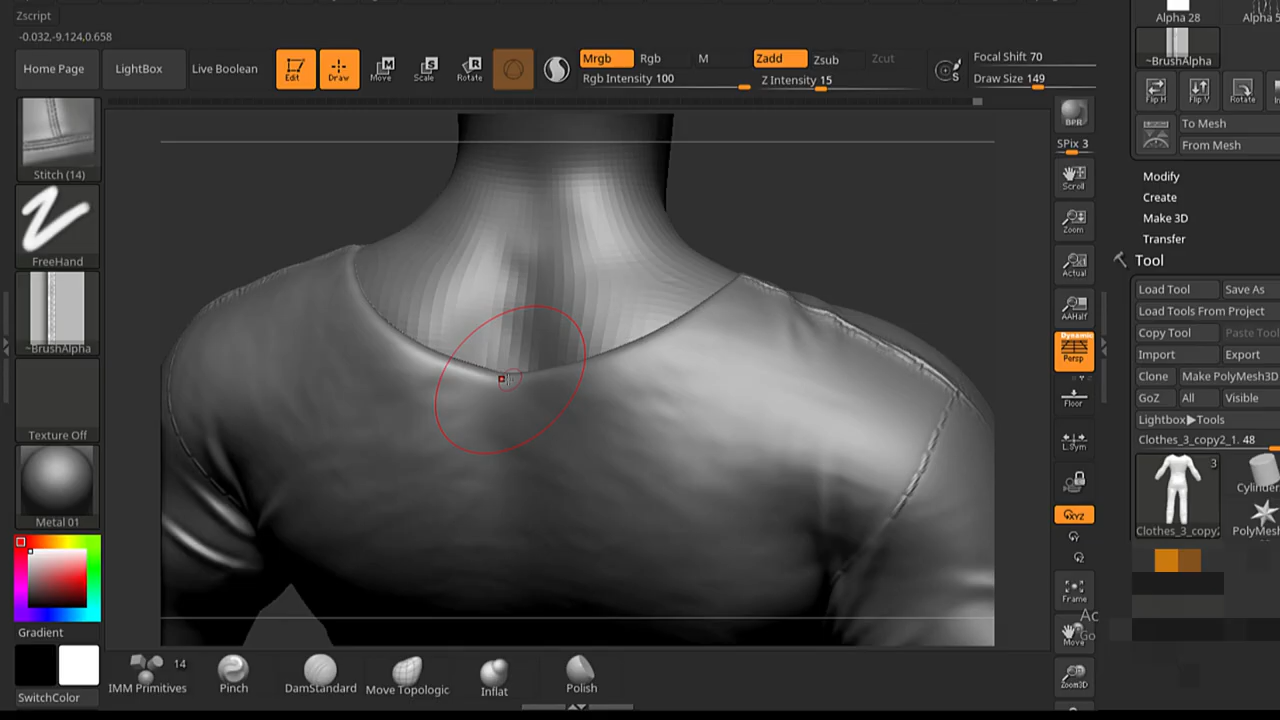 Zscript
-0.032,-9.124,0.658
Home Page
LightBox
Live Boolean
Edit
Draw
Move
Scale
Rotate
Mrgb
Rgb
M
Rgb Intensity 100
Zadd
Zsub
Zcut
Z Intensity 15
S
Focal Shift 70
Draw Size 149
Alpha 28
~BrushAlpha
Flip H
Flip V
Rotate
To Mesh
From Mesh
Modify
Create
Make 3D
Transfer
Tool
Load Tool
Save As
Load Tools From Project
Copy Tool
Paste Tool
Import
Export
Clone
Make PolyMesh3D
GoZ
All
Visible
Lightbox▶Tools
Clothes_3_copy2_1. 48
3
Clothes_3_copy2
Cylinder
PolyMesh
Stitch (14)
FreeHand
~BrushAlpha
Texture Off
Metal 01
Gradient
SwitchColor
BPR
SPix 3
Scroll
Zoom
Actual
AAHalf
Dynamic
Persp
Floor
L.Sym
XYZ
Frame
Move
Zoom3D
IMM Primitives
14
Pinch
DamStandard
Move Topologic
Inflat
Polish